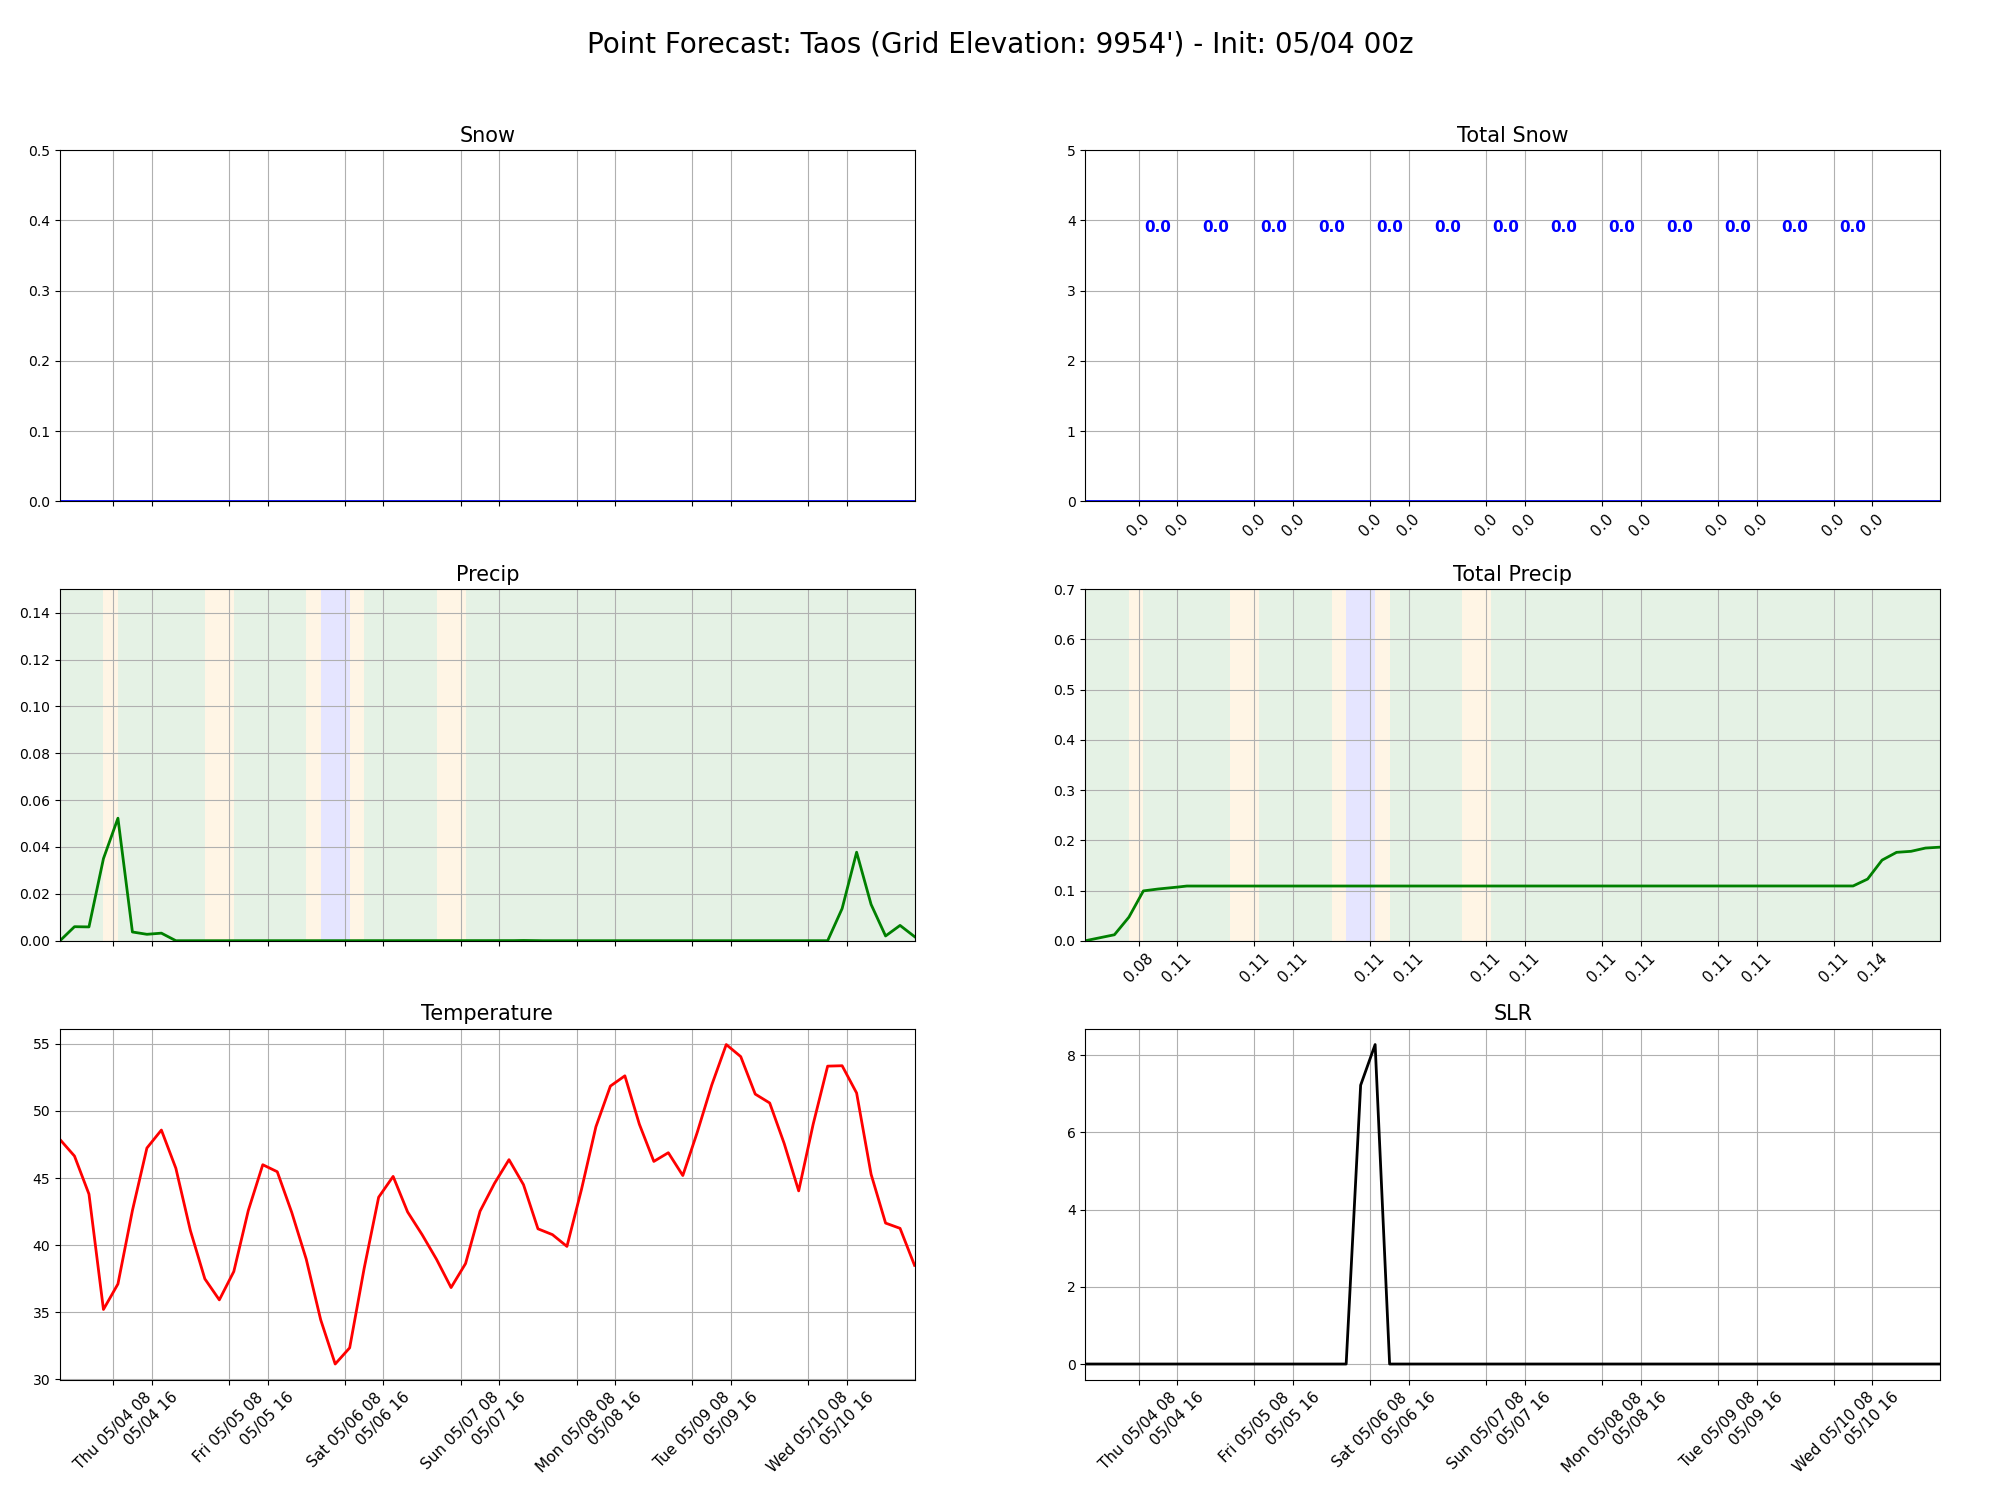 Point Forecast: Taos (Grid Elevation: 9954') - Init: 05/04 00z
Snow
0.5
0.4
0.3
0.2
0.1
0.0
Total Snow
5
4
3
2
1
0
0.0 0.0 0.0 0.0 0.0 0.0 0.0 0.0 0.0 0.0 0.0 0.0 0.0
0.0 0.0 0.0 0.0 0.0 0.0 0.0 0.0 0.0 0.0 0.0 0.0 0.0 0.0
Precip
0.14
0.12
0.10
0.08
0.06
0.04
0.02
0.00
Total Precip
0.7
0.6
0.5
0.4
0.3
0.2
0.1
0.0
0.08 0.11 0.11 0.11 0.11 0.11 0.11 0.11 0.11 0.11 0.11 0.11 0.11 0.14
Temperature
55
50
45
40
35
30
Thu 05/04 08
05/04 16
Fri 05/05 08
05/05 16
Sat 05/06 08
05/06 16
Sun 05/07 08
05/07 16
Mon 05/08 08
05/08 16
Tue 05/09 08
05/09 16
Wed 05/10 08
05/10 16
SLR
8
6
4
2
0
Thu 05/04 08
05/04 16
Fri 05/05 08
05/05 16
Sat 05/06 08
05/06 16
Sun 05/07 08
05/07 16
Mon 05/08 08
05/08 16
Tue 05/09 08
05/09 16
Wed 05/10 08
05/10 16